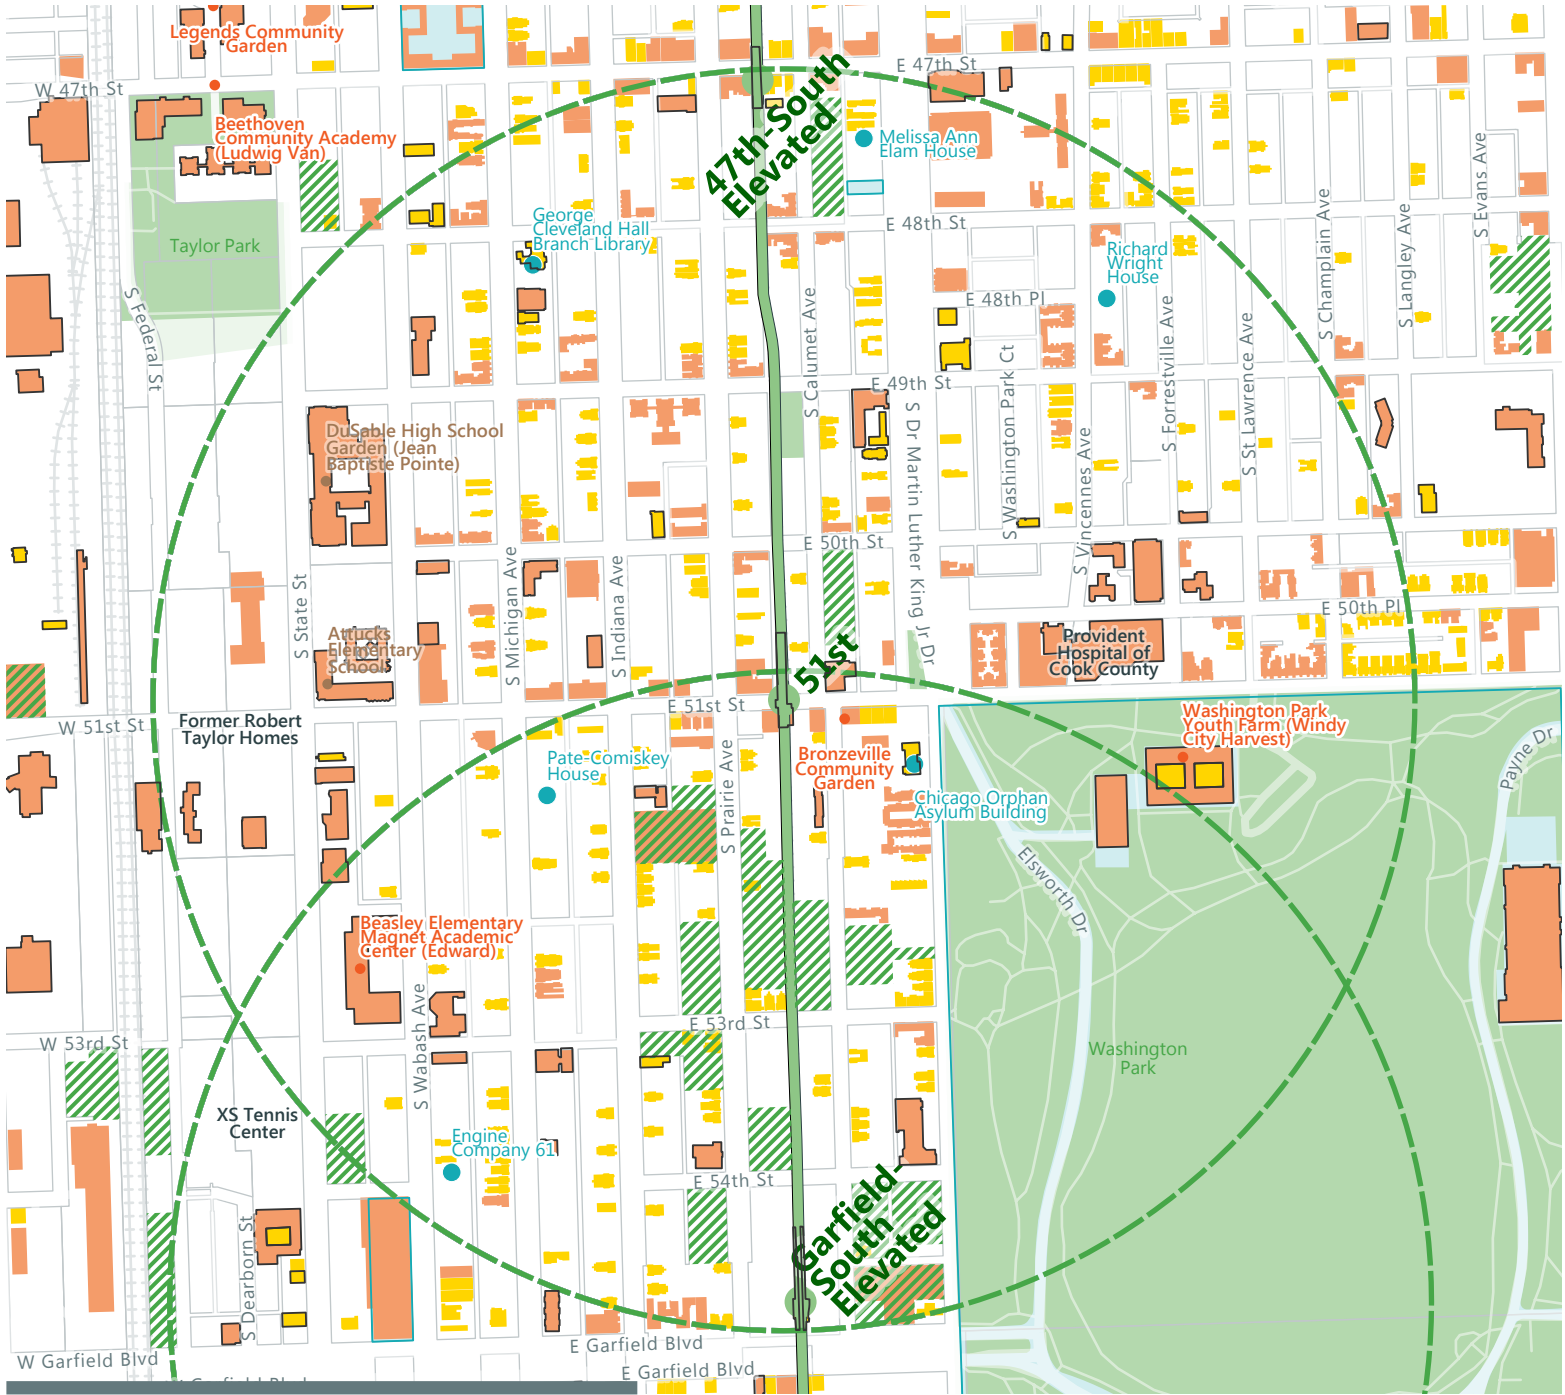 Legends Community
Garden
W 47th St
E 47th St
47th-South
Elevated
Beethoven
Community Academy
(Ludwig Van)
Melissa Ann
Elam House
S Evans Ave
Taylor Park
George
Cleveland Hall
Branch Library
E 48th St
Richard
Wright
House
S Champlain Ave
S Langley Ave
S Federal St
S Calumet Ave
E 48th Pl
S Forrestville Ave
S St Lawrence Ave
E 49th St
S Washington Park Ct
S Dr Martin Luther King Jr Dr
DuSable High School
Garden (Jean
Baptiste Pointe)
S Vincennes Ave
E 50th St
S State St
S Michigan Ave
S Indiana Ave
E 50th Pl
Attucks
Elementary
School
51st
Provident
Hospital of
Cook County
W 51st St
Former Robert
Taylor Homes
E 51st St
Washington Park
Youth Farm (Windy
City Harvest)
Payne Dr
Pate-Comiskey
House
S Prairie Ave
Bronzeville
Community
Garden
Chicago Orphan
Asylum Building
Elsworth Dr
Beasley Elementary
Magnet Academic
Center (Edward)
S Wabash Ave
E 53rd St
W 53rd St
Washington
Park
XS Tennis
Center
Engine
Company 61
E 54th St
Garfield-
South
Elevated
S Dearborn St
E Garfield Blvd
W Garfield Blvd
E Garfield Blvd